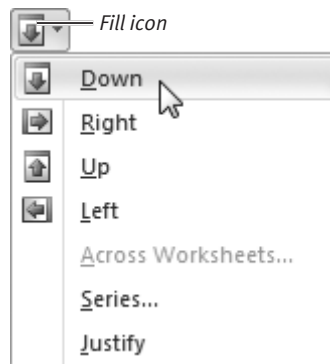 Fill icon
Down
Right
Up
Left
Across Worksheets...
Series...
Justify